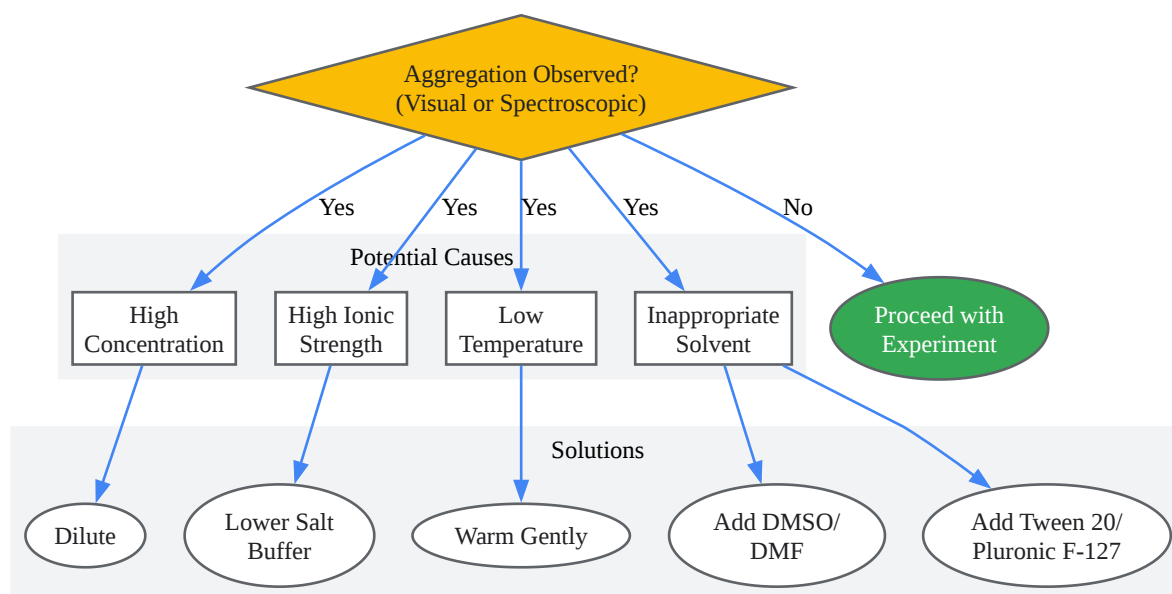 Aggregation Observed?
(Visual or Spectroscopic)
Yes
Yes
Yes
Yes
No
Potential Causes
High
Concentration
High Ionic
Strength
Low
Temperature
Inappropriate
Solvent
Proceed with
Experiment
Solutions
Dilute
Lower Salt
Buffer
Warm Gently
Add DMSO/
DMF
Add Tween 20/
Pluronic F-127